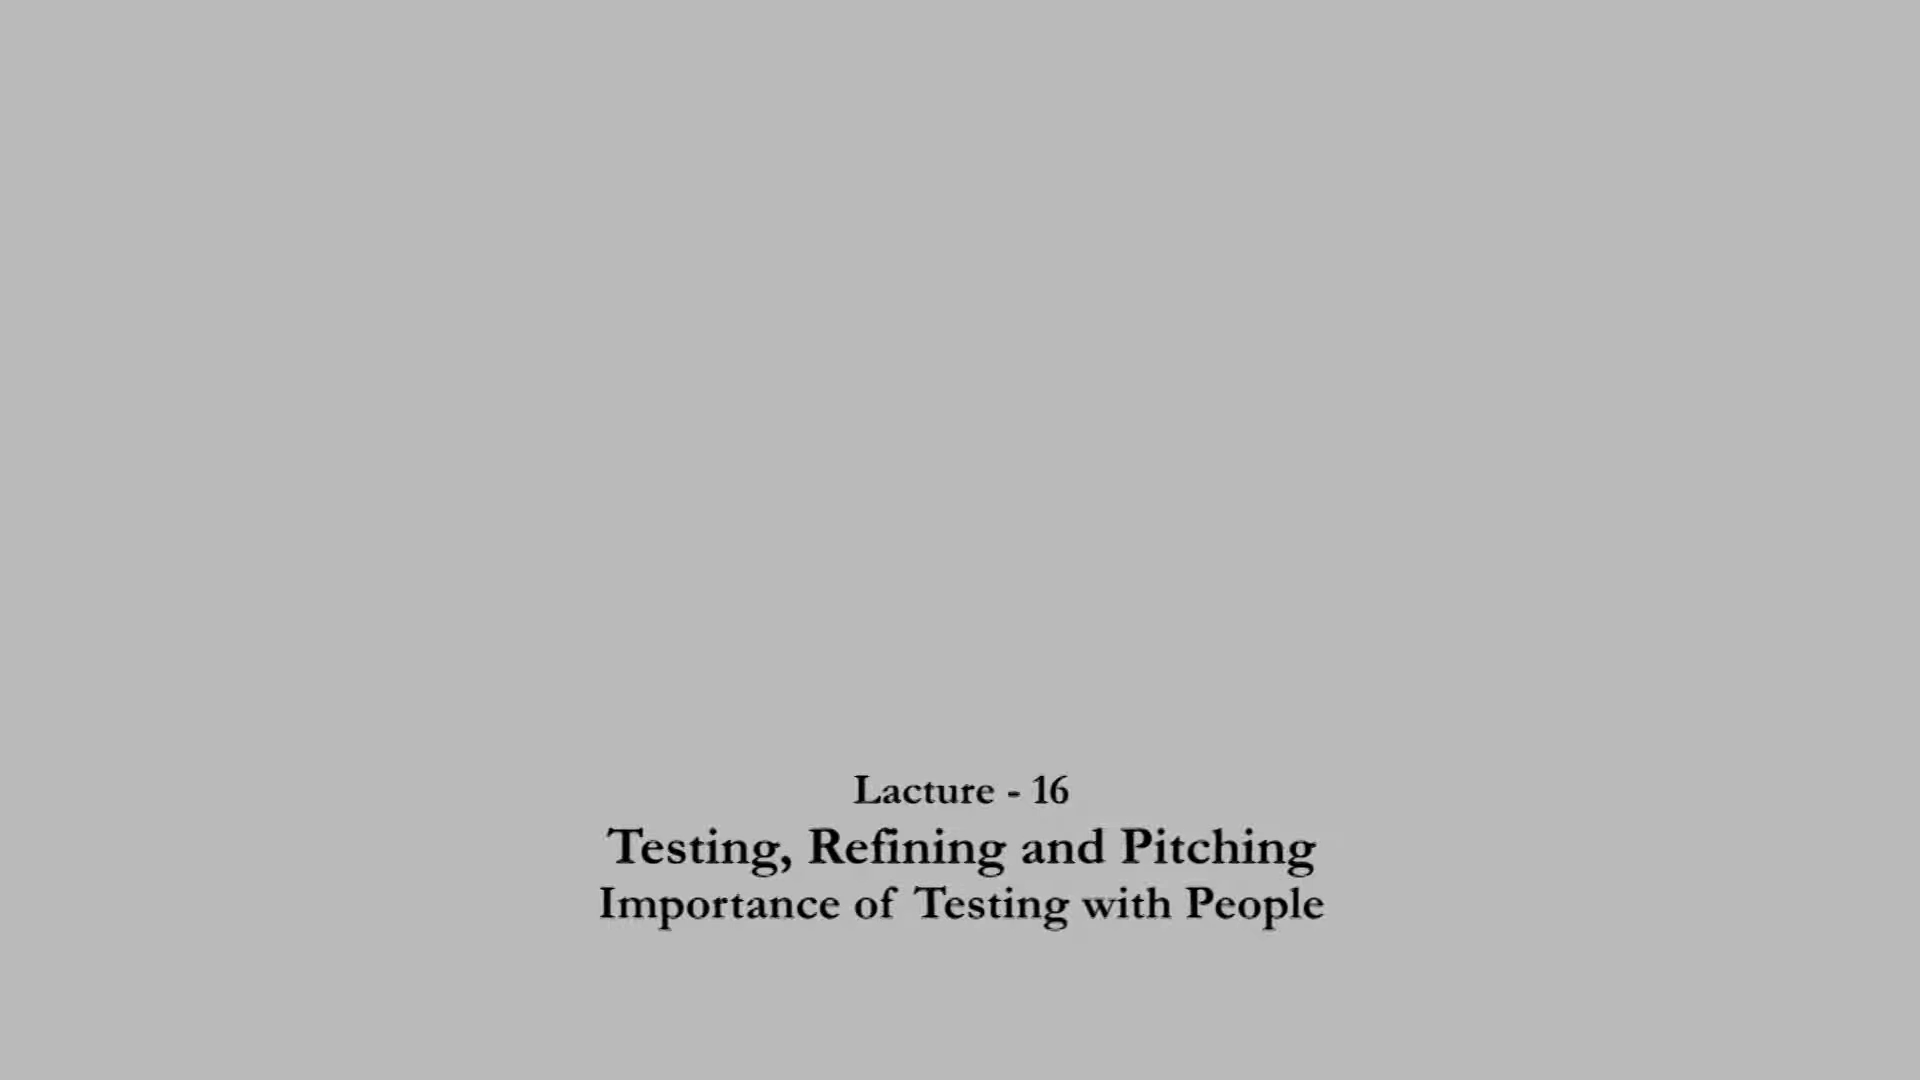 Lacture - 16
Testing, Refining and Pitching
Importance of Testing with People